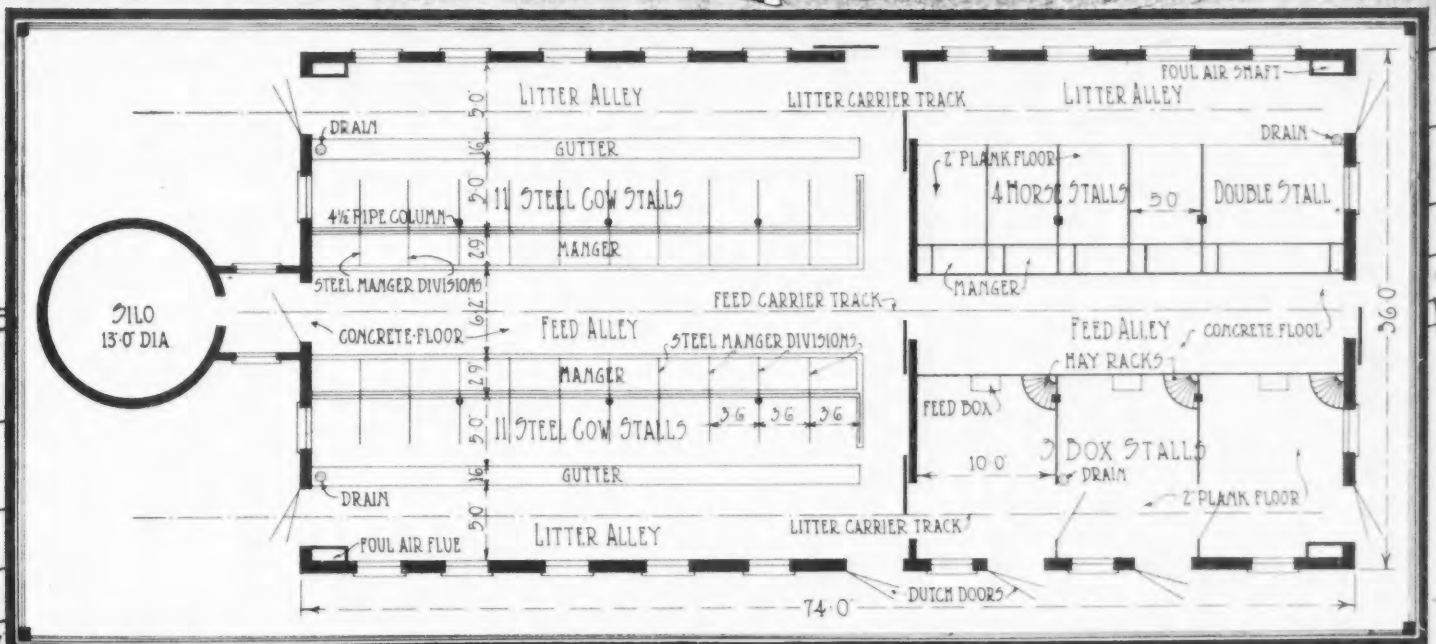 FOUL AIR SHAFT
LITTER ALLEY
LITTER CARRIER TRACK
LITTER ALLEY
5'0"
DRAIN
DRAIN
16"
GUTTER
2" PLANK FLOOR
5'0"
11 STEEL COW STALLS
4 HORSE STALLS
5'0"
DOUBLE STALL
4½" PIPE COLUMN
2'9"
MANGER
STEEL MANGER DIVISIONS
MANGER
FEED CARRIER TRACK
36'0"
SILO
13'-0" DIA
6'2"
CONCRETE-FLOOR
FEED ALLEY
FEED ALLEY
CONCRETE FLOOL
STEEL MANGER DIVISIONS
HAY RACKS
2'9"
MANGER
FEED BOX
5'0"
11 STEEL COW STALLS
3'6"
3'6"
3'6"
3 BOX STALLS
10'-0"
16"
GUTTER
DRAIN
DRAIN
2" PLANK FLOOR
5'0"
LITTER ALLEY
LITTER CARRIER TRACK
FOUL AIR FLUE
DUTCH DOORS
74'-0"